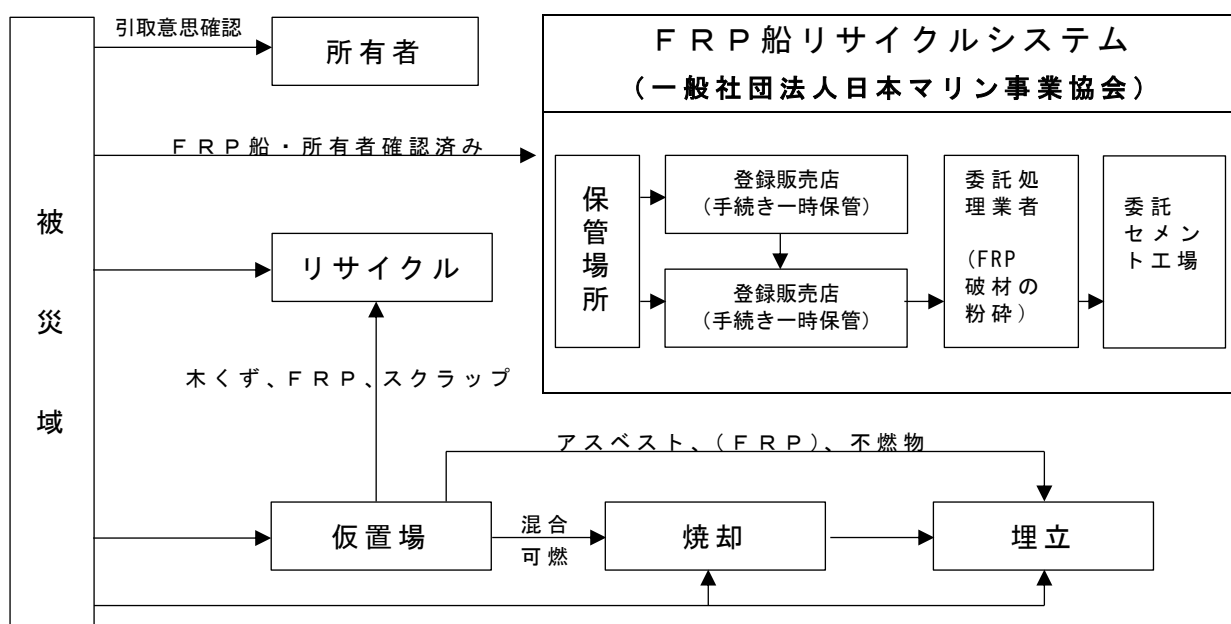 引取意思確認
所有者
FRP船リサイクルシステム
(一般社団法人日本マリン事業協会)
FRP船・所有者確認済み
被災域
保管場所
登録販売店
(手続き一時保管)
登録販売店
(手続き一時保管)
委託処
理業者
(FRP
破材の
粉砕)
委託
セメン
ト工場
リサイクル
木くず、FRP、スクラップ
アスベスト、(FRP)、不燃物
仮置場
混合
可燃
焼却
埋立